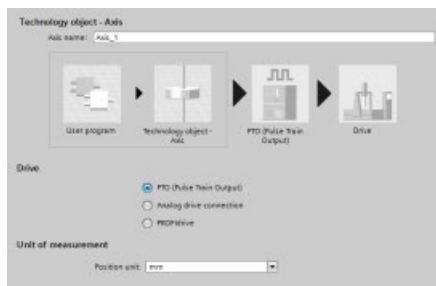 Technology object - Axis
Axis name: Axis_1
User program
Technology object - Axis
PTO (Pulse Train Output)
Drive
Drive
PTO (Pulse Train Output)
Analog drive connection
PROFIdrive
Unit of measurement
Position unit: mm